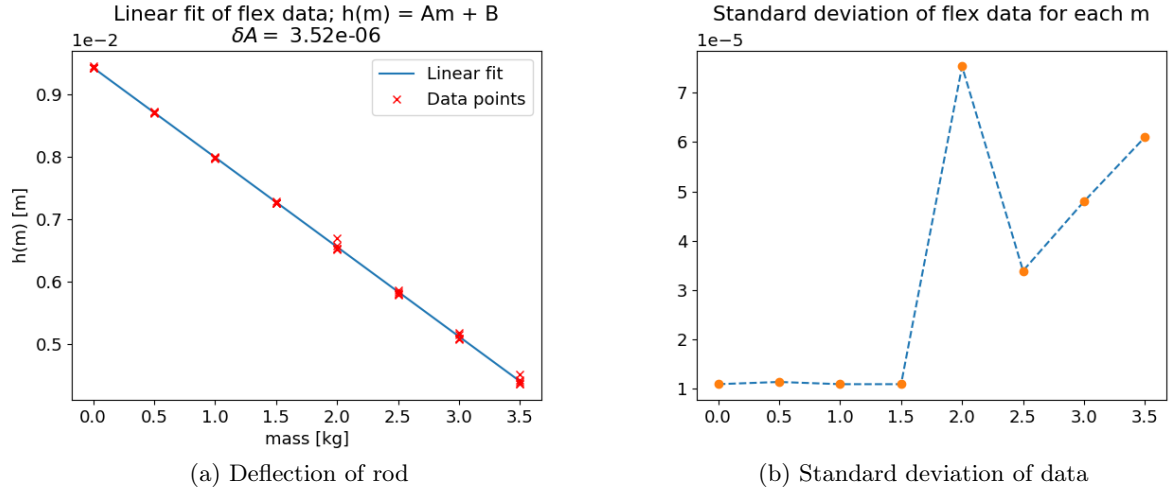 Linear fit of flex data; h(m) = Am + B
δA = 3.52e-06
1e−2
0.9
0.8
0.7
0.6
0.5
h(m) [m]
Linear fit
Data points
0.0 0.5 1.0 1.5 2.0 2.5 3.0 3.5
mass [kg]
(a) Deflection of rod
Standard deviation of flex data for each m
1e−5
7
6
5
4
3
2
1
0.0 0.5 1.0 1.5 2.0 2.5 3.0 3.5
(b) Standard deviation of data